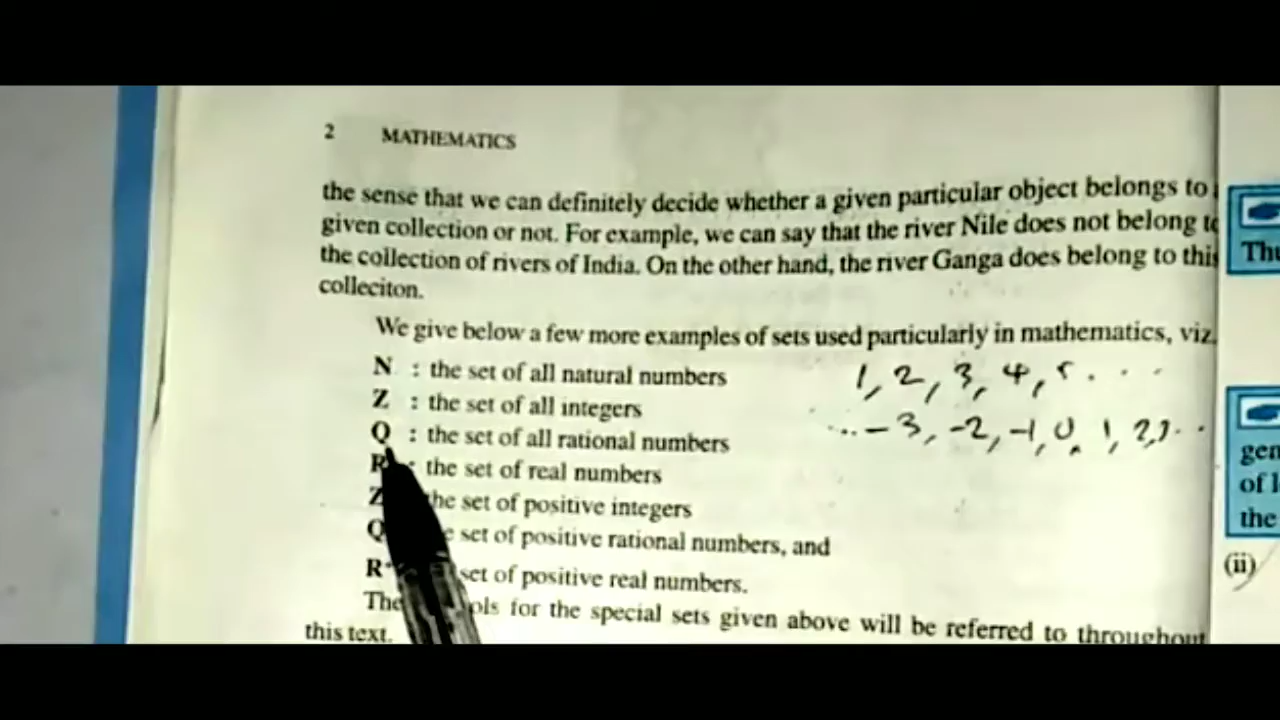 2 MATHEMATICS
the sense that we can definitely decide whether a given particular object belongs to
given collection or not. For example, we can say that the river Nile does not belong to
the collection of rivers of India. On the other hand, the river Ganga does belong to this
colleciton.
We give below a few more examples of sets used particularly in mathematics, viz.
N : the set of all natural numbers 1, 2, 3, 4, 5 . . .
Z : the set of all integers ... -3, -2, -1, 0, 1, 2, 3 . .
Q : the set of all rational numbers
R : the set of real numbers
Z the set of positive integers
Q set of positive rational numbers, and
R+ set of positive real numbers.
The for the special sets given above will be referred to throughout
this text.
Thu
gen
of
the
(ii)